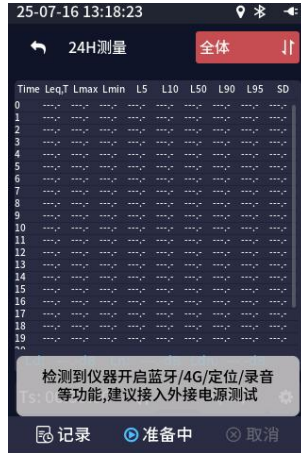 25-07-16 13:18:23
24H测量
全体
Time Leq,T Lmax Lmin L5 L10 L50 L90 L95 SD
0 ---.- ---.- ---.- ---.- ---.- ---.- ---.- ---.- ---.-
1 ---.- ---.- ---.- ---.- ---.- ---.- ---.- ---.- ---.-
2 ---.- ---.- ---.- ---.- ---.- ---.- ---.- ---.- ---.-
3 ---.- ---.- ---.- ---.- ---.- ---.- ---.- ---.- ---.-
4 ---.- ---.- ---.- ---.- ---.- ---.- ---.- ---.- ---.-
5 ---.- ---.- ---.- ---.- ---.- ---.- ---.- ---.- ---.-
6 ---.- ---.- ---.- ---.- ---.- ---.- ---.- ---.- ---.-
7 ---.- ---.- ---.- ---.- ---.- ---.- ---.- ---.- ---.-
8 ---.- ---.- ---.- ---.- ---.- ---.- ---.- ---.- ---.-
9 ---.- ---.- ---.- ---.- ---.- ---.- ---.- ---.- ---.-
10 ---.- ---.- ---.- ---.- ---.- ---.- ---.- ---.- ---.-
11 ---.- ---.- ---.- ---.- ---.- ---.- ---.- ---.- ---.-
12 ---.- ---.- ---.- ---.- ---.- ---.- ---.- ---.- ---.-
13 ---.- ---.- ---.- ---.- ---.- ---.- ---.- ---.- ---.-
14 ---.- ---.- ---.- ---.- ---.- ---.- ---.- ---.- ---.-
15 ---.- ---.- ---.- ---.- ---.- ---.- ---.- ---.- ---.-
16 ---.- ---.- ---.- ---.- ---.- ---.- ---.- ---.- ---.-
17 ---.- ---.- ---.- ---.- ---.- ---.- ---.- ---.- ---.-
18 ---.- ---.- ---.- ---.- ---.- ---.- ---.- ---.- ---.-
19 ---.- ---.- ---.- ---.- ---.- ---.- ---.- ---.- ---.-
检测到仪器开启蓝牙/4G/定位/录音
等功能,建议接入外接电源测试
记录 准备中 取消